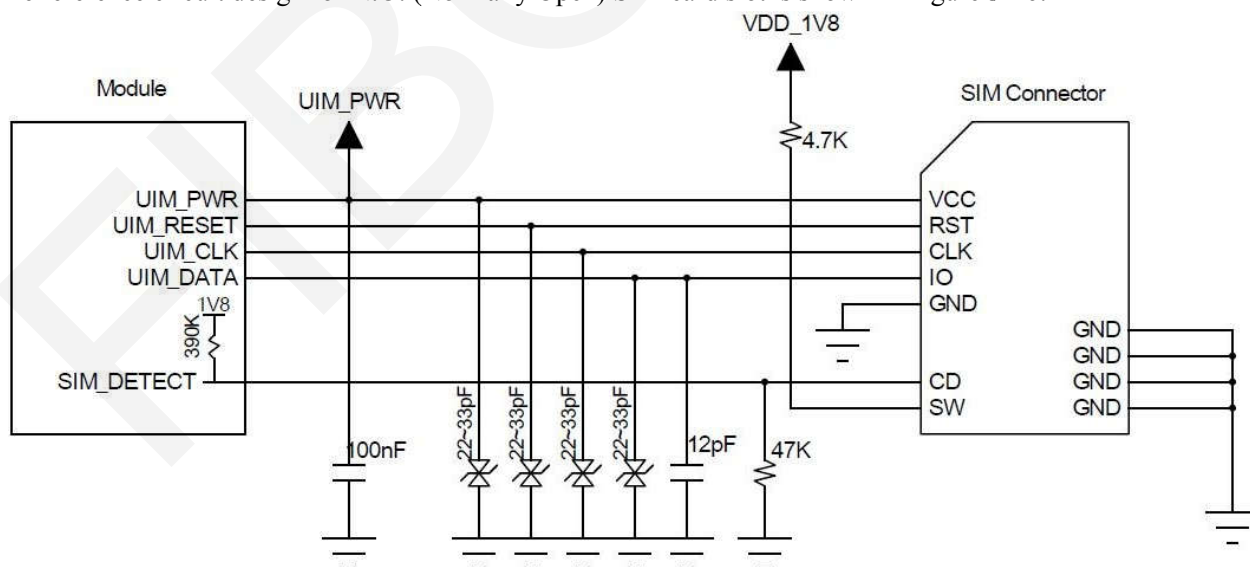 VDD_1V8
Module
SIM Connector
UIM_PWR
4.7K
UIM_PWR
UIM_RESET
UIM_CLK
UIM_DATA
1V8
390K
SIM_DETECT
VCC
RST
CLK
IO
GND
GND
GND
GND
GND
CD
SW
100nF
22~33pF
22~33pF
22~33pF
22~33pF
12pF
47K